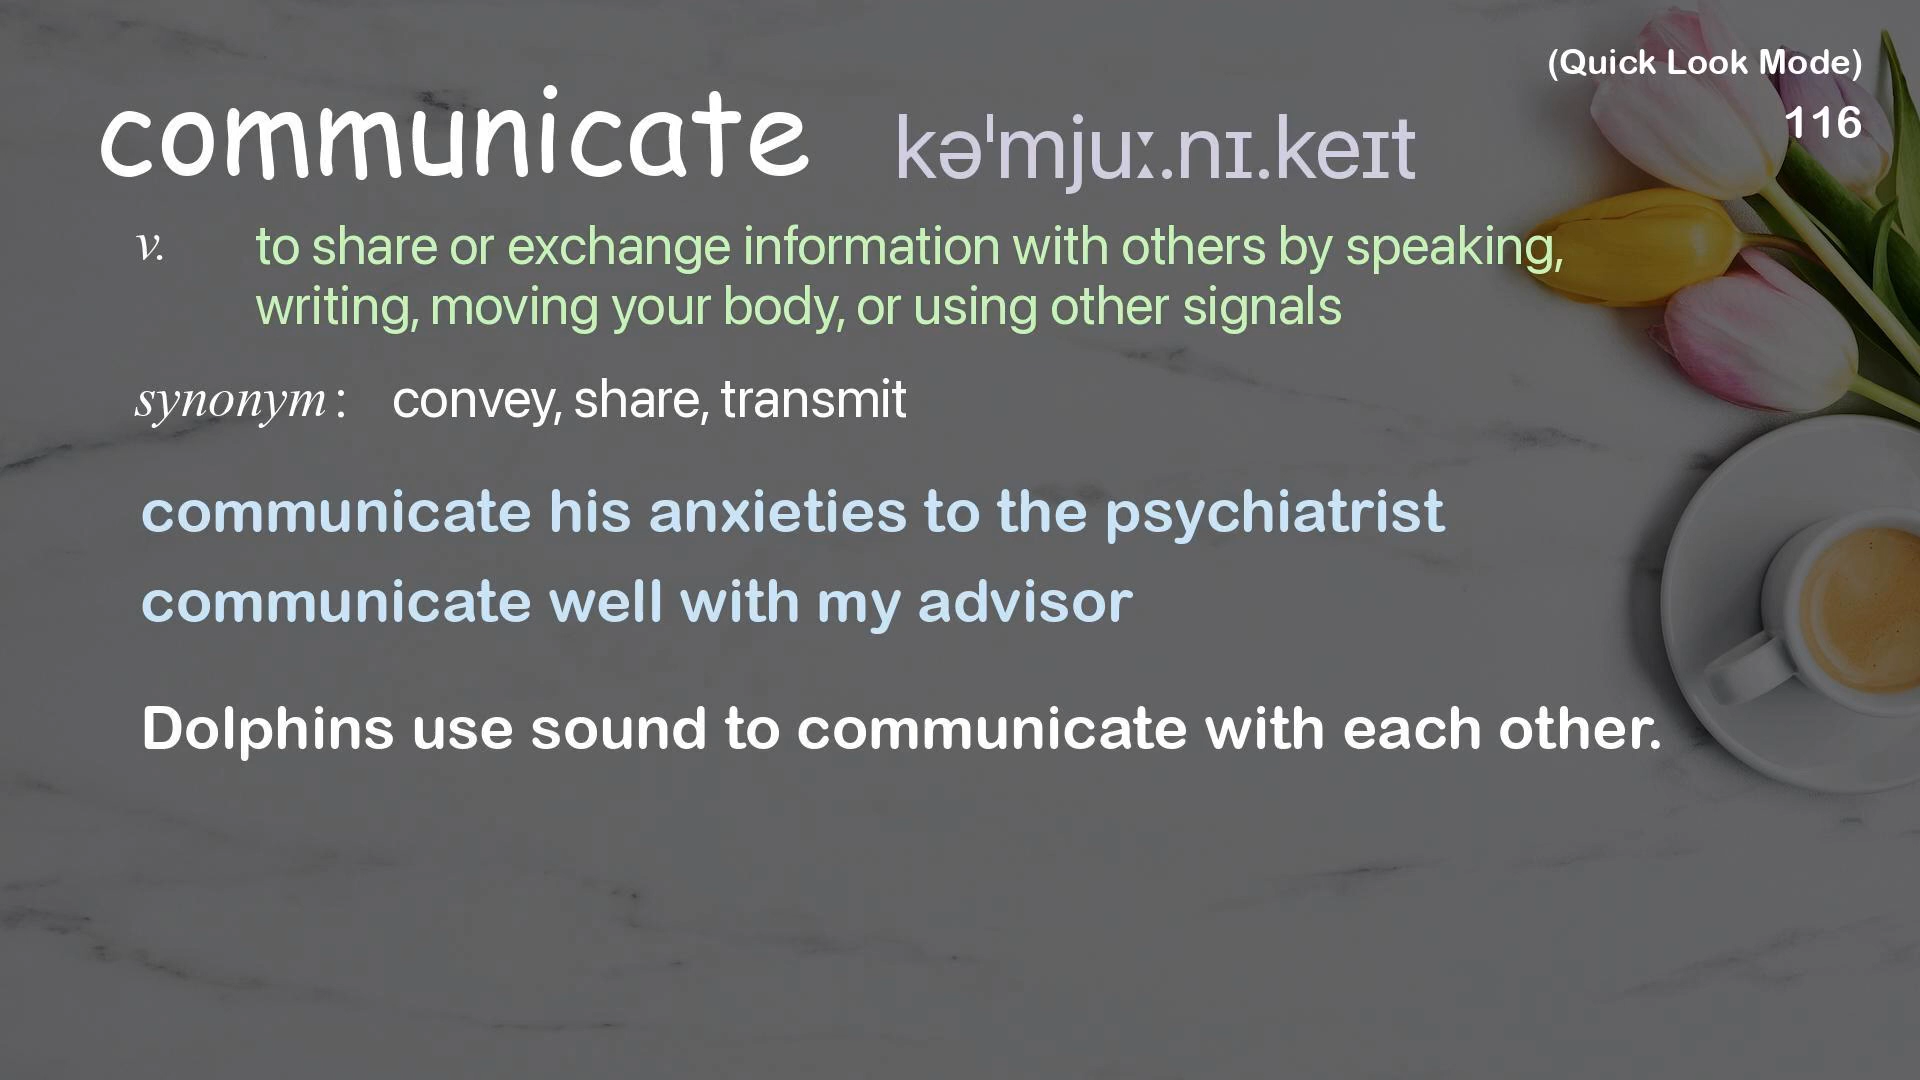 (Quick Look Mode)
116
communicate kəˈmjuː.nɪ.keɪt
v. to share or exchange information with others by speaking,
writing, moving your body, or using other signals
synonym: convey, share, transmit
communicate his anxieties to the psychiatrist
communicate well with my advisor
Dolphins use sound to communicate with each other.